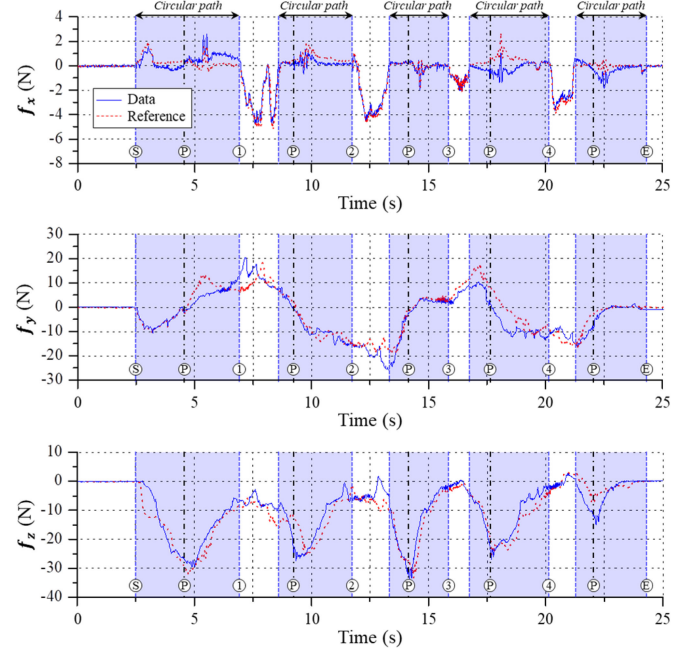 Circular path Circular path Circular path Circular path Circular path
4
2
0
-2
-4
-6
8
f x (N)
Data
Reference
S P 1 P 2 P 3 P 4 P E
0 5 10 15 20 25
Time (s)
30
20
10
0
-10
-20
-30
f y (N)
S P 1 P 2 P 3 P 4 P E
0 5 10 15 20 25
Time (s)
10
0
-10
-20
-30
-40
f z (N)
S P 1 P 2 P 3 P 4 P E
0 5 10 15 20 25
Time (s)